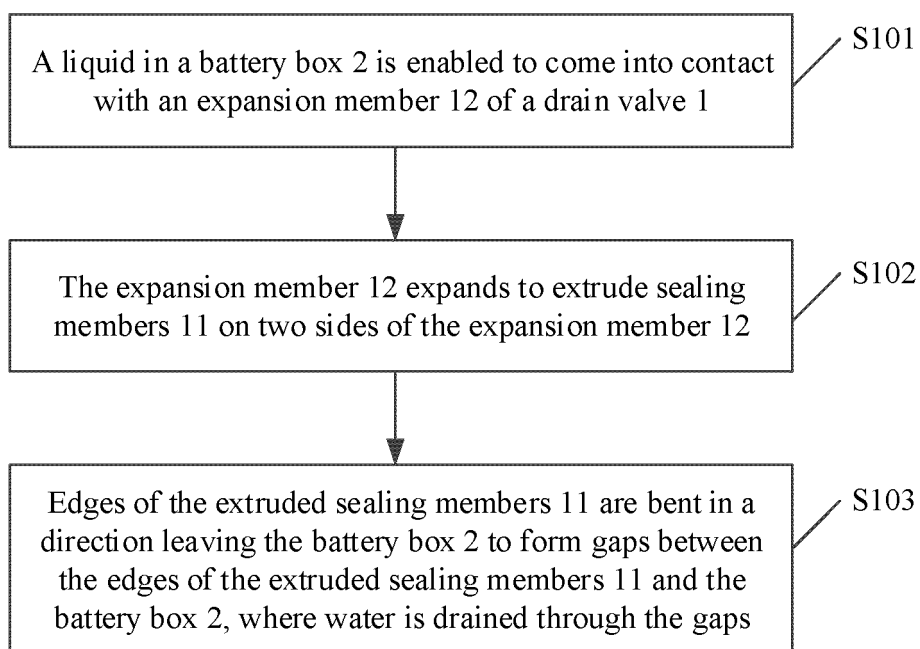 A liquid in a battery box 2 is enabled to come into contact
with an expansion member 12 of a drain valve 1
S101
The expansion member 12 expands to extrude sealing
members 11 on two sides of the expansion member 12
S102
Edges of the extruded sealing members 11 are bent in a
direction leaving the battery box 2 to form gaps between
the edges of the extruded sealing members 11 and the
battery box 2, where water is drained through the gaps
S103